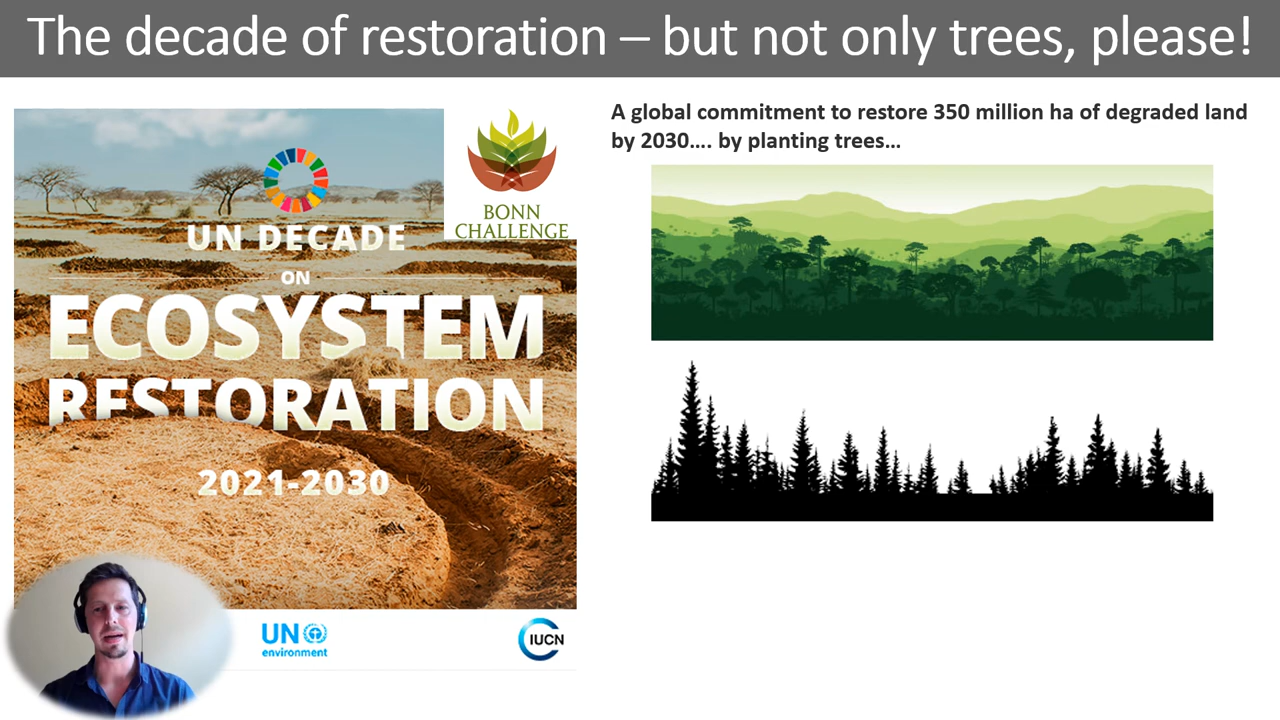 The decade of restoration – but not only trees, please!
UN DECADE
ON
ECOSYSTEM
RESTORATION
2021-2030
BONN
CHALLENGE
UN
environment
IUCN
A global commitment to restore 350 million ha of degraded land
by 2030…. by planting trees…